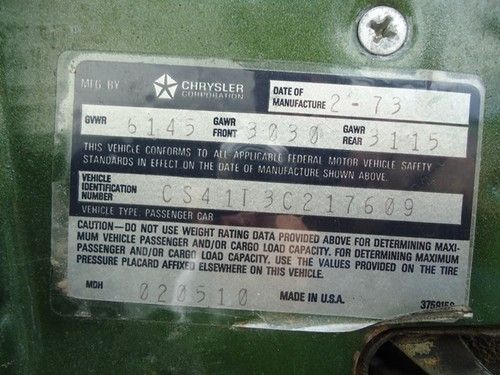 MFG BY CHRYSLER CORPORATION DATE OF MANUFACTURE 2-73
GVWR 6145 GAWR FRONT 3030 GAWR REAR 3115
THIS VEHICLE CONFORMS TO ALL APPLICABLE FEDERAL MOTOR VEHICLE SAFETY
STANDARDS IN EFFECT ON THE DATE OF MANUFACTURE SHOWN ABOVE.
VEHICLE IDENTIFICATION NUMBER CS41T3C217609
VEHICLE TYPE: PASSENGER CAR
CAUTION—DO NOT USE WEIGHT RATING DATA PROVIDED ABOVE FOR DETERMINING MAXI-
MUM VEHICLE PASSENGER AND/OR CARGO LOAD CAPACITY. FOR DETERMINING MAXIMUM
PASSENGER AND/OR CARGO LOAD CAPACITY. USE THE VALUES PROVIDED ON THE TIRE
PRESSURE PLACARD AFFIXED ELSEWHERE ON THIS VEHICLE.
MDH 020510 MADE IN U.S.A.